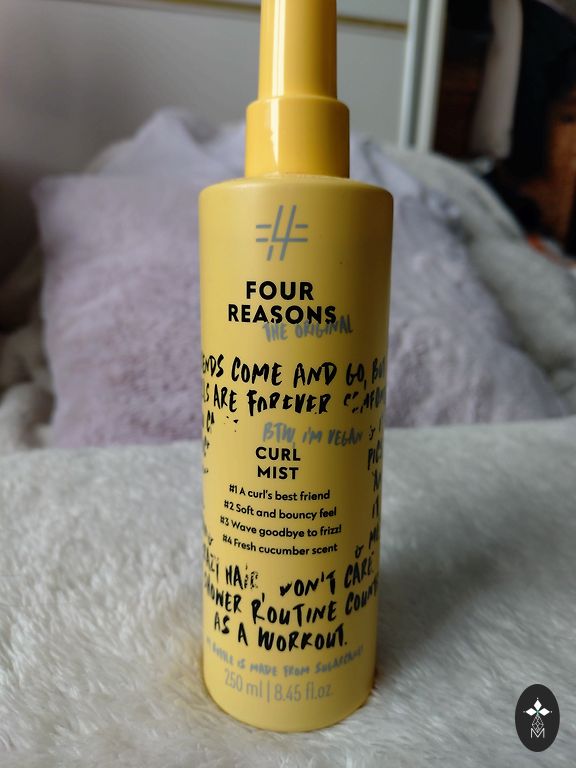 4
FOUR
REASONS
THE ORIGINAL
COME AND GO,
ARE FOREVER
BTW, I'M VEGAN
CURL
MIST
#1 A curl's best friend
#2 Soft and bouncy feel
#3 Wave goodbye to frizz!
#4 Fresh cucumber scent
WON'T CARE
ROUTINE
AS A WORKOUT.
BOTTLE IS MADE FROM SUGARCANE!
250 ml | 8.45 fl.oz.
M